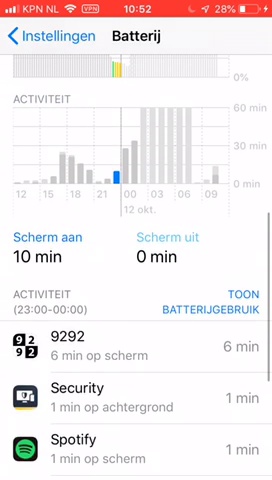 KPN NL VPN 10:52 28%
Instellingen Batterij
0%
ACTIVITEIT
60 min
30 min
0 min
12 15 18 21 00 03 06 09
12 okt.
Scherm aan Scherm uit
10 min 0 min
ACTIVITEIT TOON
(23:00-00:00) BATTERIJGEBRUIK
9292
6 min op scherm 6 min
Security
1 min op achtergrond 1 min
Spotify
1 min op scherm 1 min